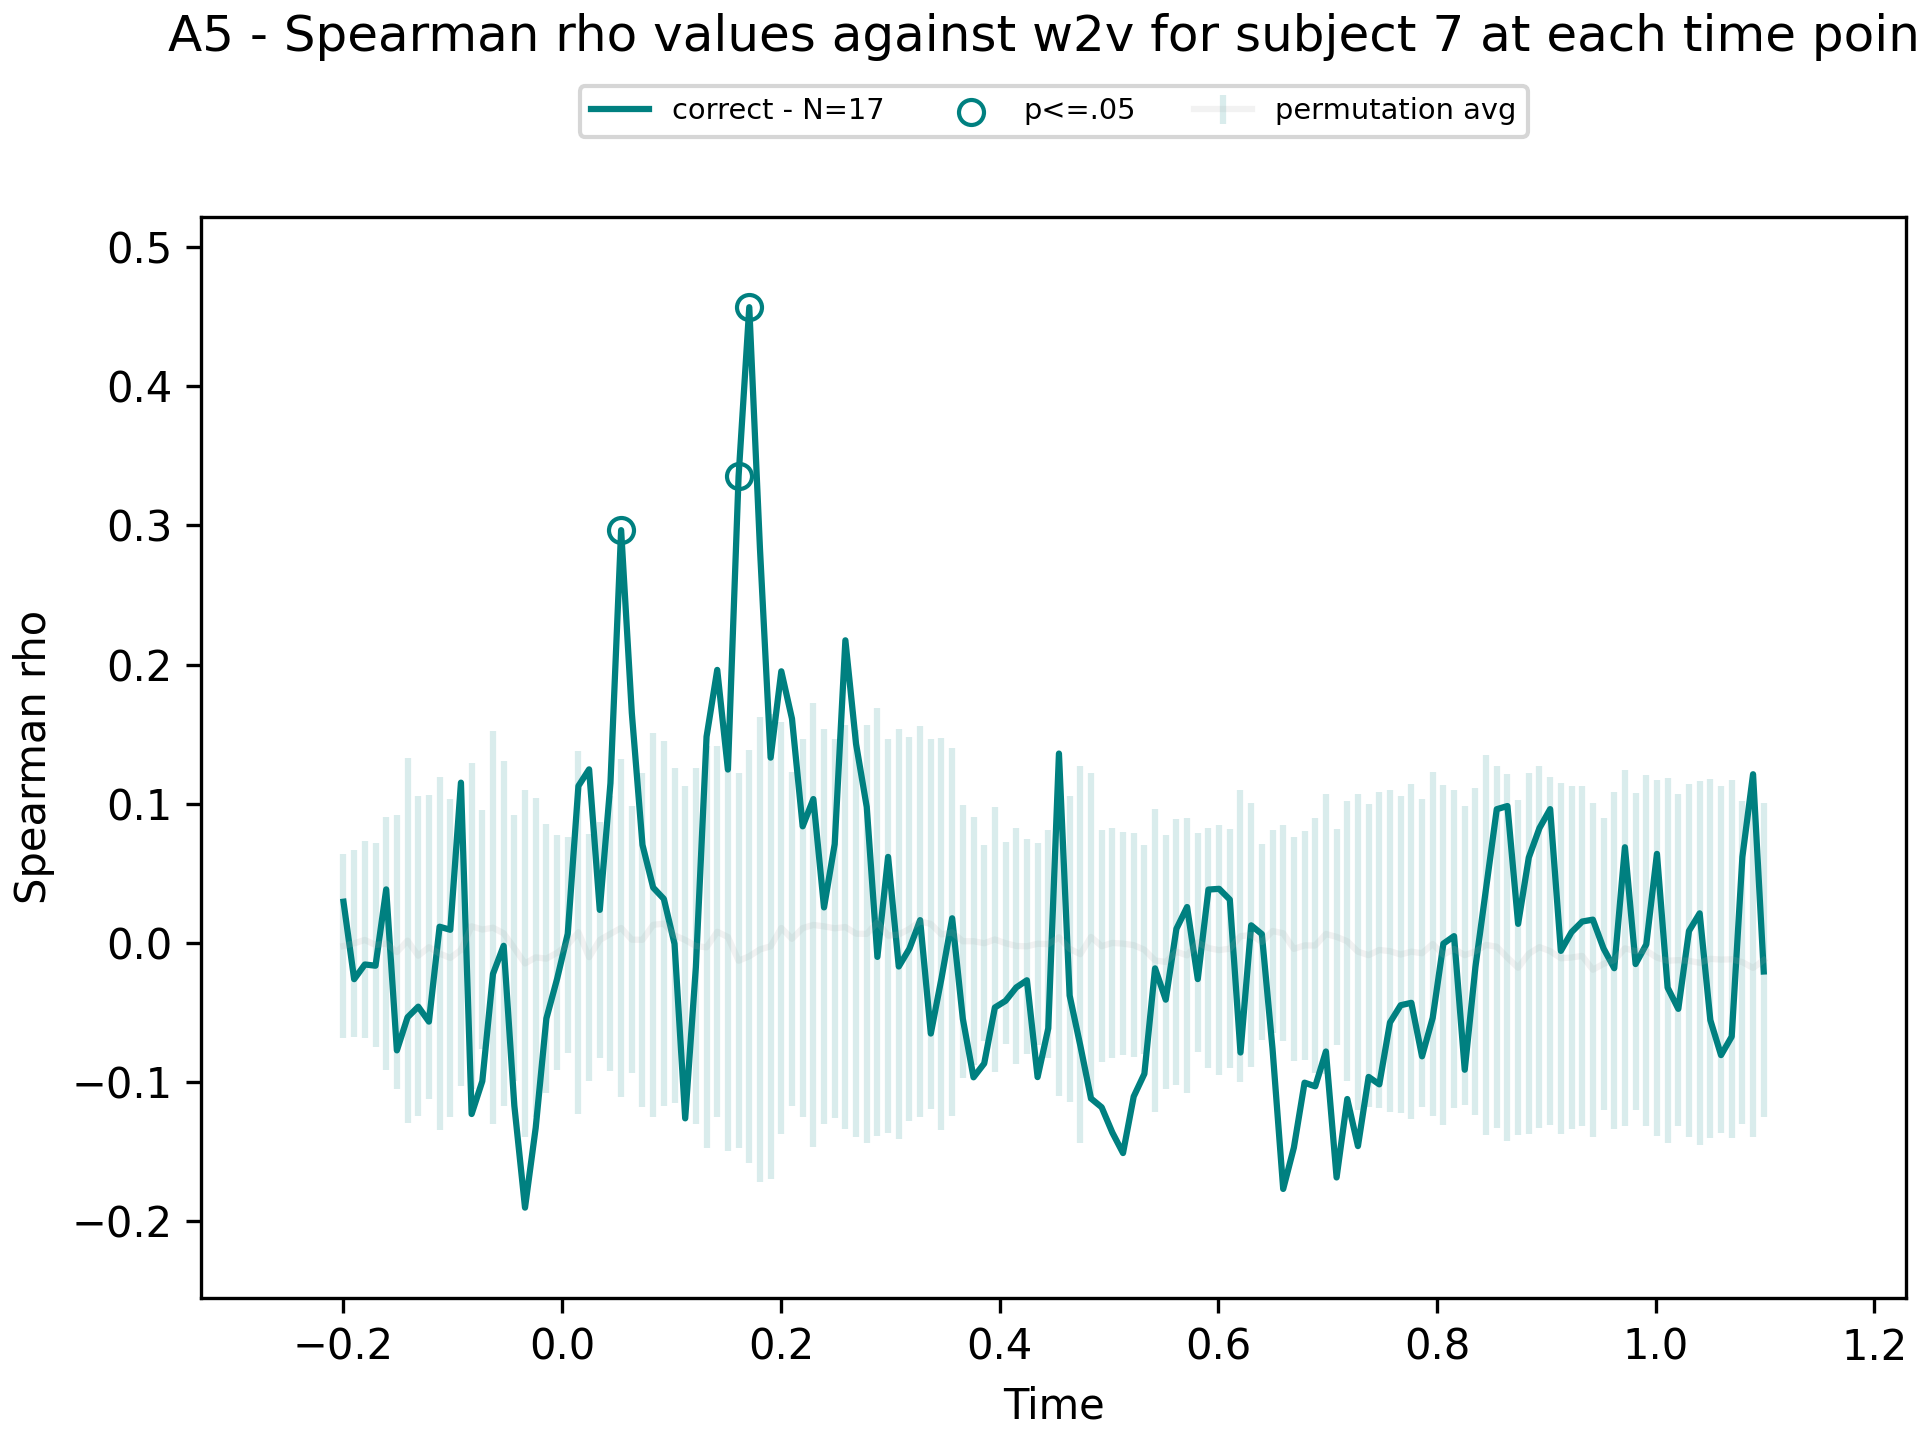 A5 - Spearman rho values against w2v for subject 7 at each time poin
correct - N=17
p<=.05
permutation avg
0.5
0.4
0.3
0.2
0.1
0.0
−0.1
−0.2
Spearman rho
−0.2
0.0
0.2
0.4
0.6
0.8
1.0
1.2
Time